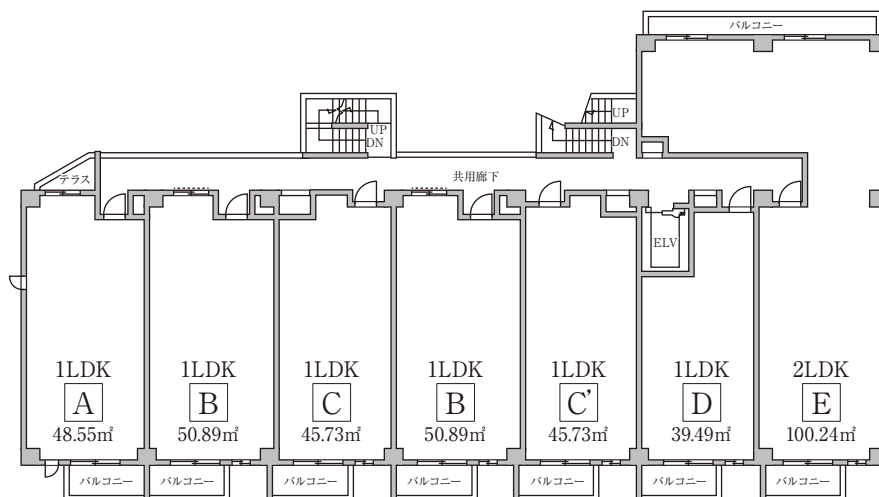 バルコニー
UP
DN
UP
DN
共用廊下
テラス
ELV
1LDK
A
48.55㎡
1LDK
B
50.89㎡
1LDK
C
45.73㎡
1LDK
B
50.89㎡
1LDK
C'
45.73㎡
1LDK
D
39.49㎡
2LDK
E
100.24㎡
バルコニー
バルコニー
バルコニー
バルコニー
バルコニー
バルコニー
バルコニー